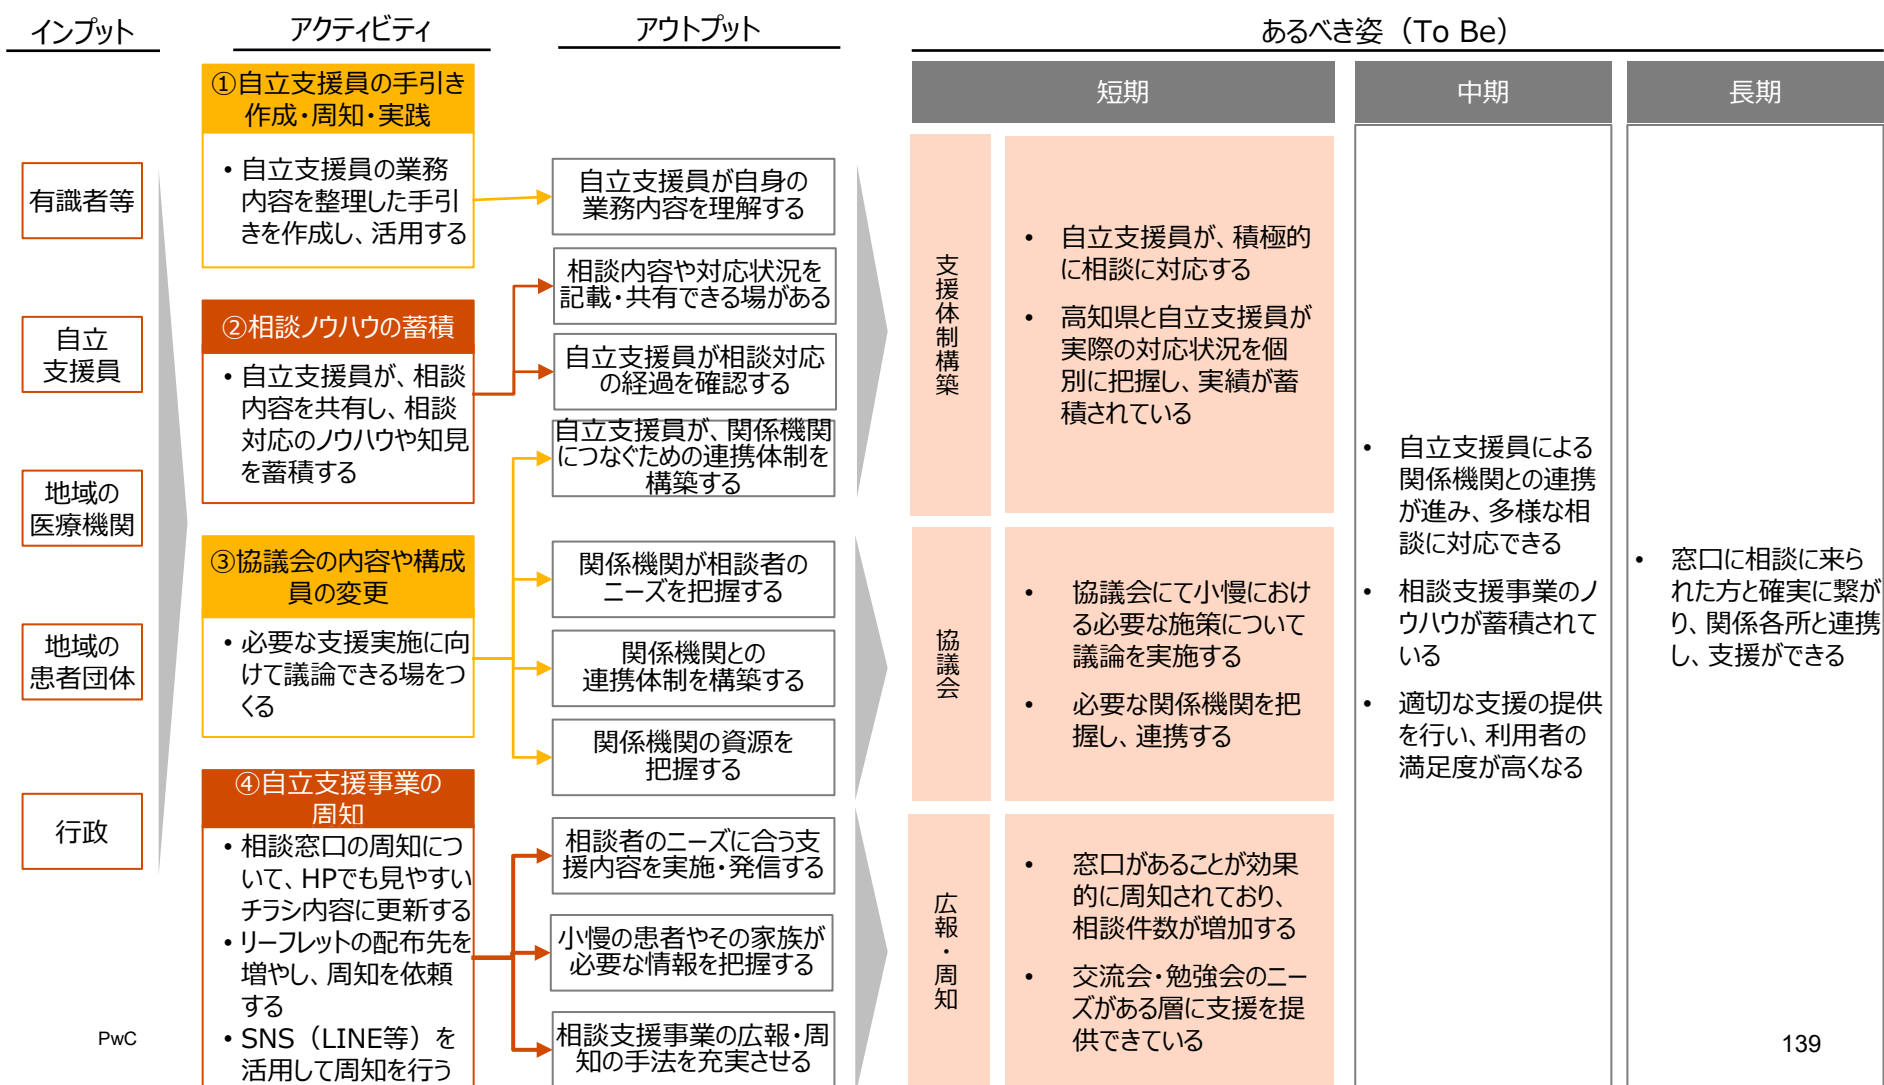 インプット
アクティビティ
アウトプット
あるべき姿（To Be）
有識者等
自立
支援員
地域の
医療機関
地域の
患者団体
行政
①自立支援員の手引き
作成・周知・実践
• 自立支援員の業務
内容を整理した手引
きを作成し、活用する
②相談ノウハウの蓄積
• 自立支援員が、相談
内容を共有し、相談
対応のノウハウや知見
を蓄積する
③協議会の内容や構成
員の変更
• 必要な支援実施に向
けて議論できる場をつ
くる
④自立支援事業の
周知
• 相談窓口の周知につ
いて、HPでも見やすい
チラシ内容に更新する
• リーフレットの配布先を
増やし、周知を依頼
する
• SNS（LINE等）を
活用して周知を行う
自立支援員が自身の
業務内容を理解する
相談内容や対応状況を
記載・共有できる場がある
自立支援員が相談対応
の経過を確認する
自立支援員が、関係機関
につなぐための連携体制を
構築する
関係機関が相談者の
ニーズを把握する
関係機関との
連携体制を構築する
関係機関の資源を
把握する
相談者のニーズに合う支
援内容を実施・発信する
小慢の患者やその家族が
必要な情報を把握する
相談支援事業の広報・周
知の手法を充実させる
短期
中期
長期
支援体制構築
• 自立支援員が、積極的
に相談に対応する
• 高知県と自立支援員が
実際の対応状況を個
別に把握し、実績が蓄
積されている
協議会
• 協議会にて小慢におけ
る必要な施策について
議論を実施する
• 必要な関係機関を把
握し、連携する
広報・周知
• 窓口があることが効果
的に周知されており、
相談件数が増加する
• 交流会・勉強会のニー
ズがある層に支援を提
供できている
• 自立支援員による
関係機関との連携
が進み、多様な相
談に対応できる
• 相談支援事業のノ
ウハウが蓄積されて
いる
• 適切な支援の提供
を行い、利用者の
満足度が高くなる
• 窓口に相談に来ら
れた方と確実に繋が
り、関係各所と連携
し、支援ができる
PwC
139